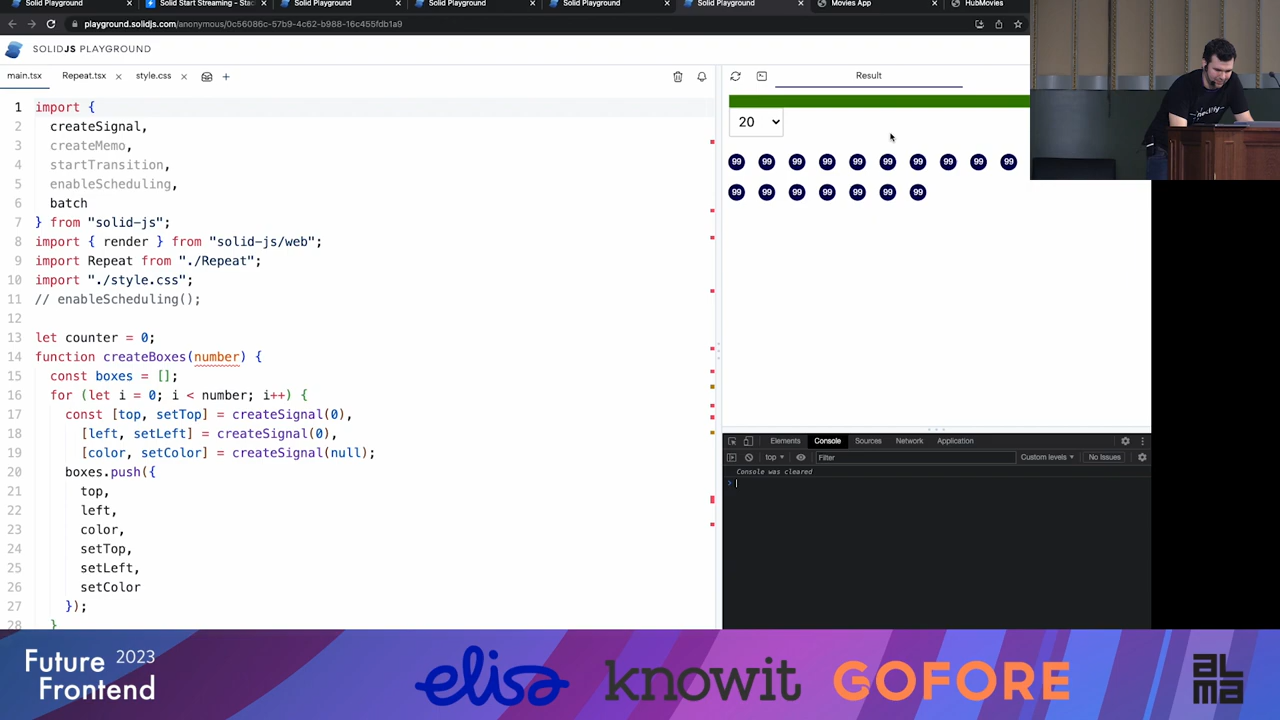 Solid Playground
Solid Start Streaming - Stac
Solid Playground
Solid Playground
Solid Playground
Solid Playground
Movies App
HubMovies
playground.solidjs.com/anonymous/0c56086c-57b9-4c62-b988-16c455fdb1a9
SOLIDJS PLAYGROUND
main.tsx
Repeat.tsx
style.css
1 import {
2 createSignal,
3 createMemo,
4 startTransition,
5 enableScheduling,
6 batch
7 } from "solid-js";
8 import { render } from "solid-js/web";
9 import Repeat from "./Repeat";
10 import "./style.css";
11 // enableScheduling();
12
13 let counter = 0;
14 function createBoxes(number) {
15 const boxes = [];
16 for (let i = 0; i < number; i++) {
17 const [top, setTop] = createSignal(0),
18 [left, setLeft] = createSignal(0),
19 [color, setColor] = createSignal(null);
20 boxes.push({
21 top,
22 left,
23 color,
24 setTop,
25 setLeft,
26 setColor
27 });
28 }
Result
20
99 99 99 99 99 99 99 99 99 99
99 99 99 99 99 99 99
Elements Console Sources Network Application
top Filter Custom levels No Issues
Console was cleared
Future 2023
Frontend
elisa
knowit
GOFORE
ALMA